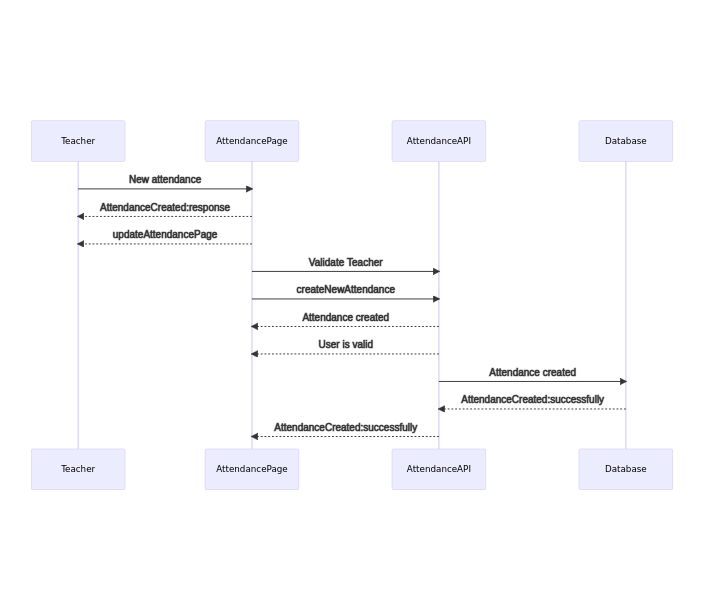 Teacher
AttendancePage
AttendanceAPI
Database
New attendance
AttendanceCreated:response
updateAttendancePage
Validate Teacher
createNewAttendance
Attendance created
User is valid
Attendance created
AttendanceCreated:successfully
AttendanceCreated:successfully
Teacher
AttendancePage
AttendanceAPI
Database